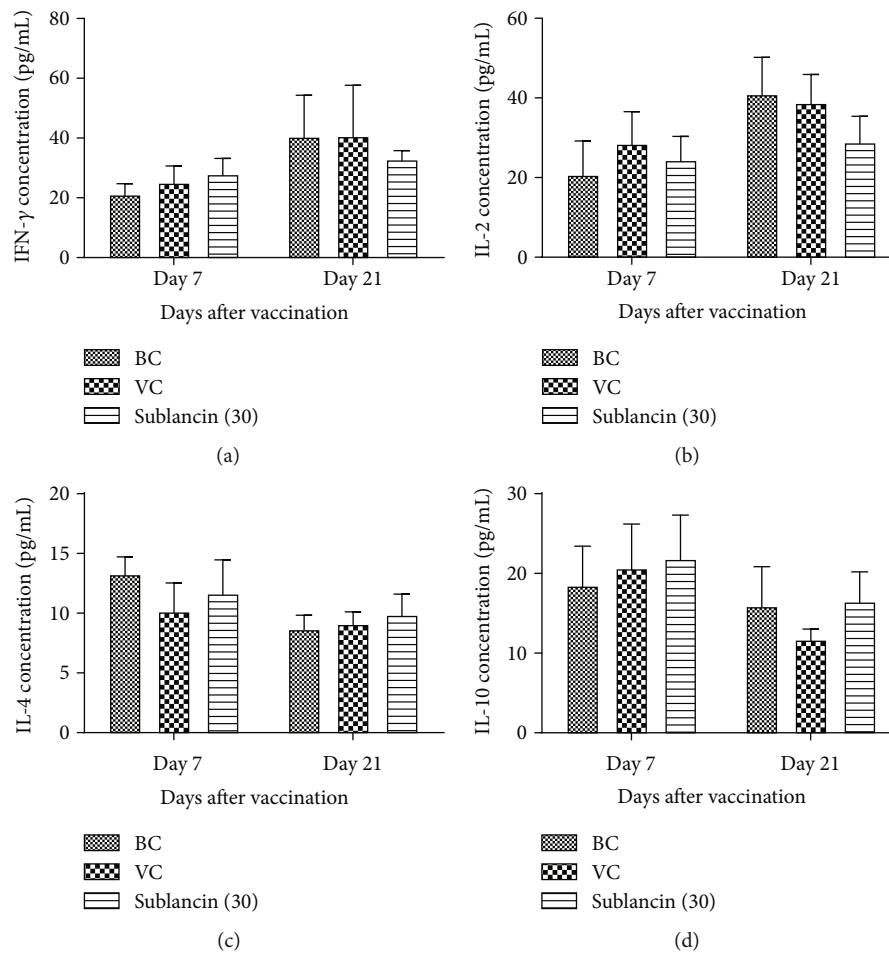 IFN-γ concentration (pg/mL)
80
60
40
20
0
Day 7
Day 21
Days after vaccination
BC
VC
Sublancin (30)
(a)
IL-2 concentration (pg/mL)
60
40
20
0
Day 7
Day 21
Days after vaccination
BC
VC
Sublancin (30)
(b)
IL-4 concentration (pg/mL)
20
15
10
5
0
Day 7
Day 21
Days after vaccination
BC
VC
Sublancin (30)
(c)
IL-10 concentration (pg/mL)
30
20
10
0
Day 7
Day 21
Days after vaccination
BC
VC
Sublancin (30)
(d)